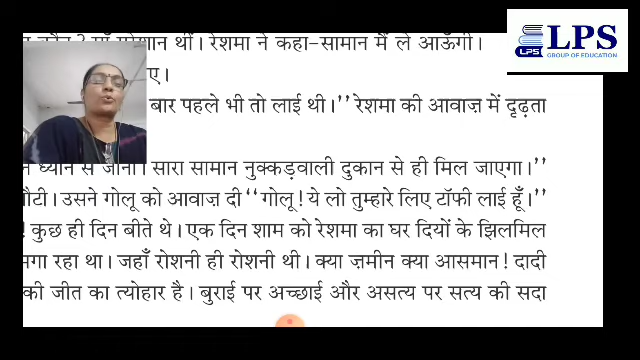 थीं। रेशमा ने कहा–सामान मैं ले आऊँगी।
ए।
बार पहले भी तो लाई थी।” रेशमा की आवाज़ में दृढ़ता
ध्यान से जाना। सारा सामान नुक्कड़वाली दुकान से ही मिल जाएगा।”
उसने गोलू को आवाज़ दी “गोलू! ये लो तुम्हारे लिए टॉफी लाई हूँ।”
कुछ ही दिन बीते थे। एक दिन शाम को रेशमा का घर दियों के झिलमिल
रहा था। जहाँ रोशनी ही रोशनी थी। क्या ज़मीन क्या आसमान! दादी
की जीत का त्योहार है। बुराई पर अच्छाई और असत्य पर सत्य की सदा
LPS
LPS
GROUP OF EDUCATION